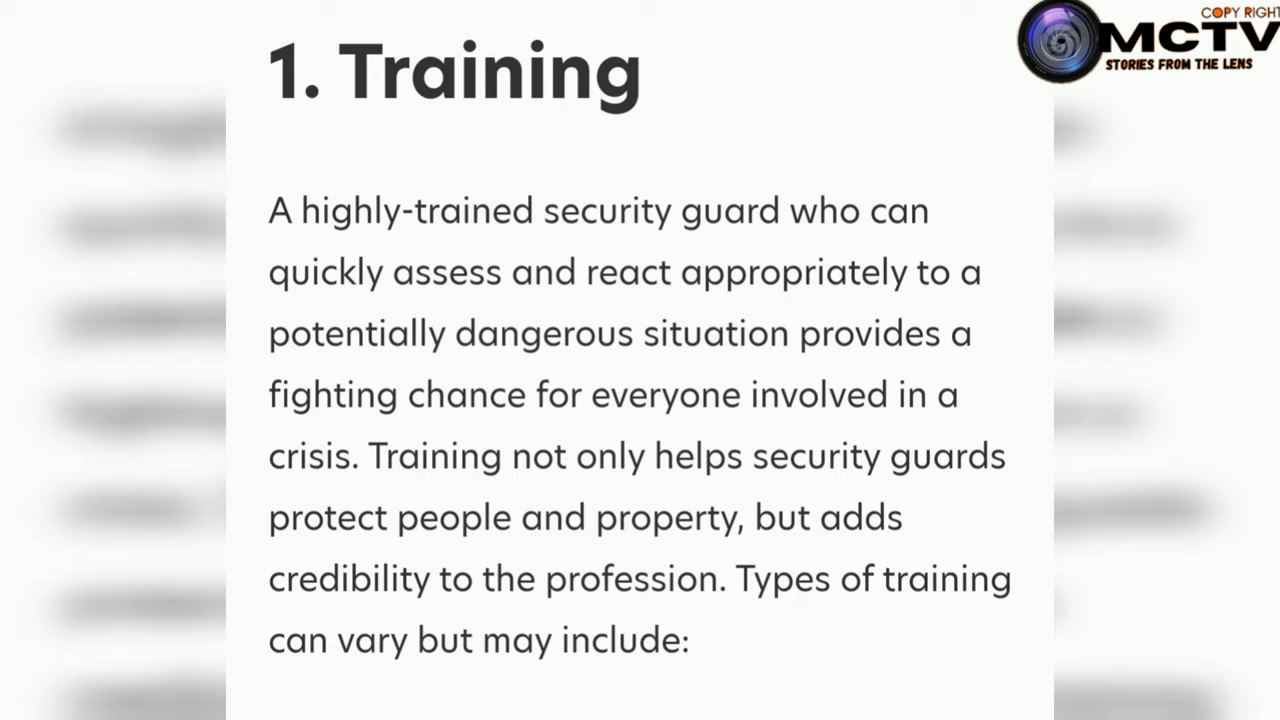 COPY RIGHT
MCTV
STORIES FROM THE LENS
1. Training
A highly-trained security guard who can
quickly assess and react appropriately to a
potentially dangerous situation provides a
fighting chance for everyone involved in a
crisis. Training not only helps security guards
protect people and property, but adds
credibility to the profession. Types of training
can vary but may include: